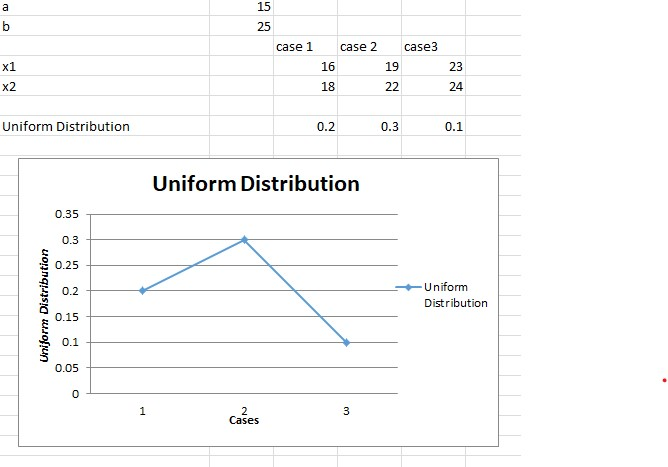 a 15
b 25
case 1 case 2 case3
x1 16 19 23
x2 18 22 24
Uniform Distribution 0.2 0.3 0.1
Uniform Distribution
0.35
0.3
0.25
0.2
0.15
0.1
0.05
0
Uniform Distribution
1 2 3
Cases
Uniform
Distribution